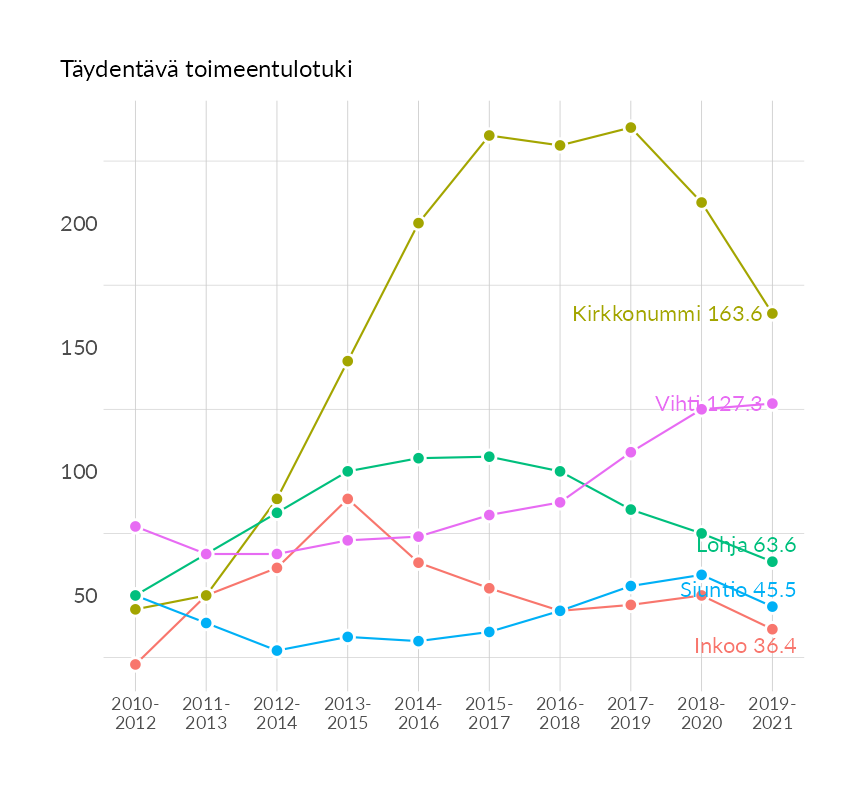 Täydentävä toimeentulotuki
200
150
100
50
Kirkkonummi 163.6
Vihti 127.3
Lohja 63.6
Siuntio 45.5
Inkoo 36.4
2010- 2011- 2012- 2013- 2014- 2015- 2016- 2017- 2018- 2019-
2012 2013 2014 2015 2016 2017 2018 2019 2020 2021